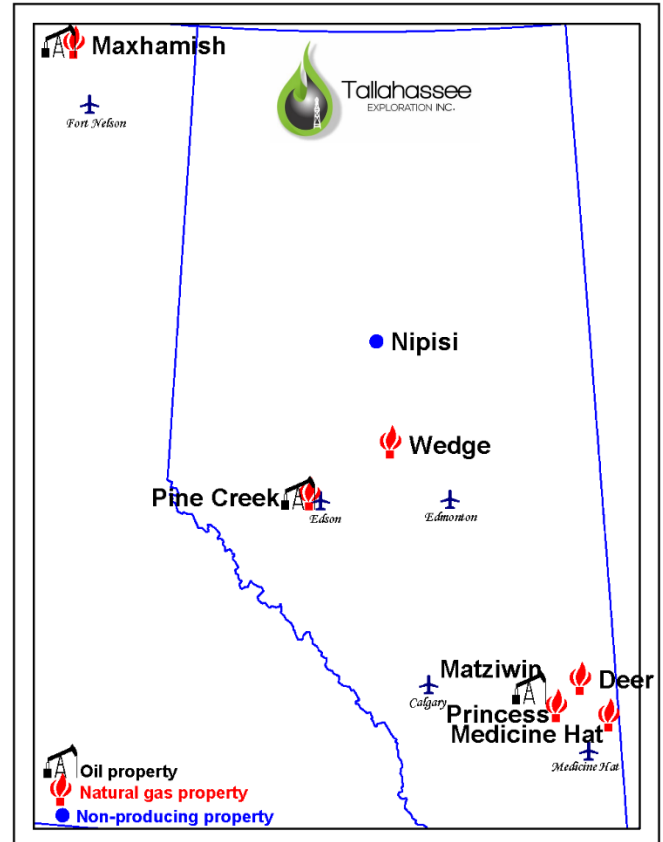 Maxhamish
Fort Nelson
Tallahassee
EXPLORATION INC.
Nipisi
Wedge
Pine Creek
Edson
Edmonton
Matziwin
Deer
Calgary
Princess
Medicine Hat
Medicine Hat
Oil property
Natural gas property
Non-producing property